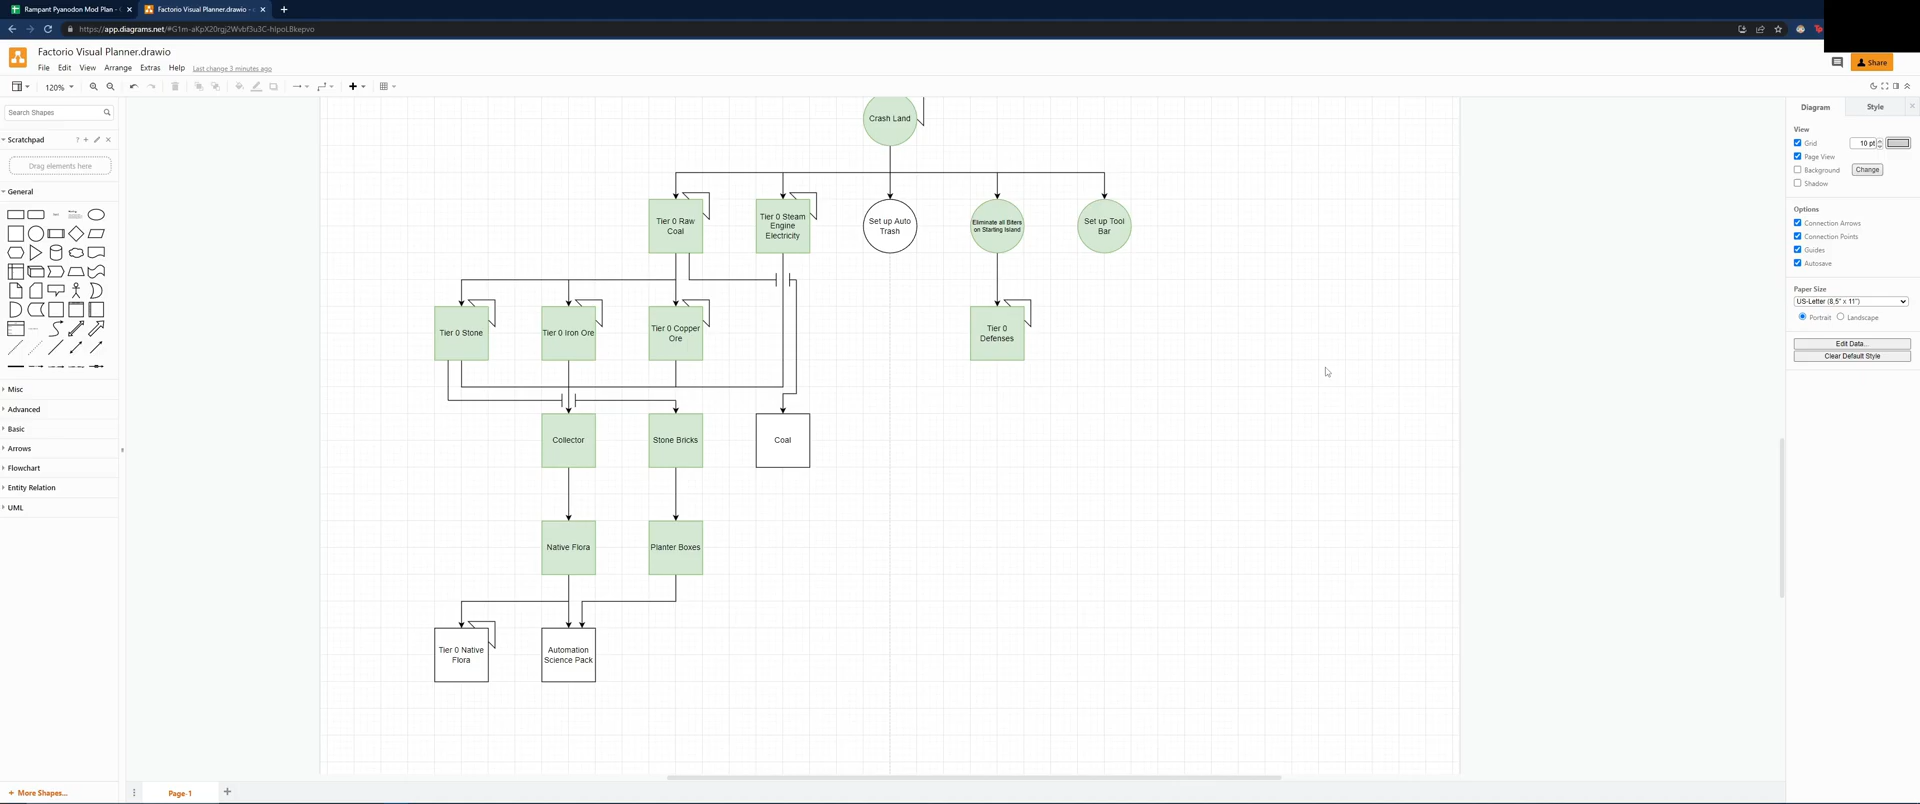 Rampant Pyanodon Mod Plan -
Factorio Visual Planner.drawio -
https://app.diagrams.net/#G1m-aKpX20rgj2Wvbf3u3C-hIpoLBkepvo
Factorio Visual Planner.drawio
File Edit View Arrange Extras Help Last change 3 minutes ago
Share
120%
Search Shapes
Scratchpad
Drag elements here
General
Misc
Advanced
Basic
Arrows
Flowchart
Entity Relation
UML
+ More Shapes...
Crash Land
Tier 0 Raw
Coal
Tier 0 Steam
Engine
Electricity
Set up Auto
Trash
Eliminate all Biters
on Starting Island
Set up Tool
Bar
Tier 0 Stone
Tier 0 Iron Ore
Tier 0 Copper
Ore
Tier 0
Defenses
Collector
Stone Bricks
Coal
Native Flora
Planter Boxes
Tier 0 Native
Flora
Automation
Science Pack
Page-1
Diagram
Style
View
Grid
10 pt
Page View
Background
Change
Shadow
Options
Connection Arrows
Connection Points
Guides
Autosave
Paper Size
US-Letter (8,5" x 11")
Portrait
Landscape
Edit Data...
Clear Default Style